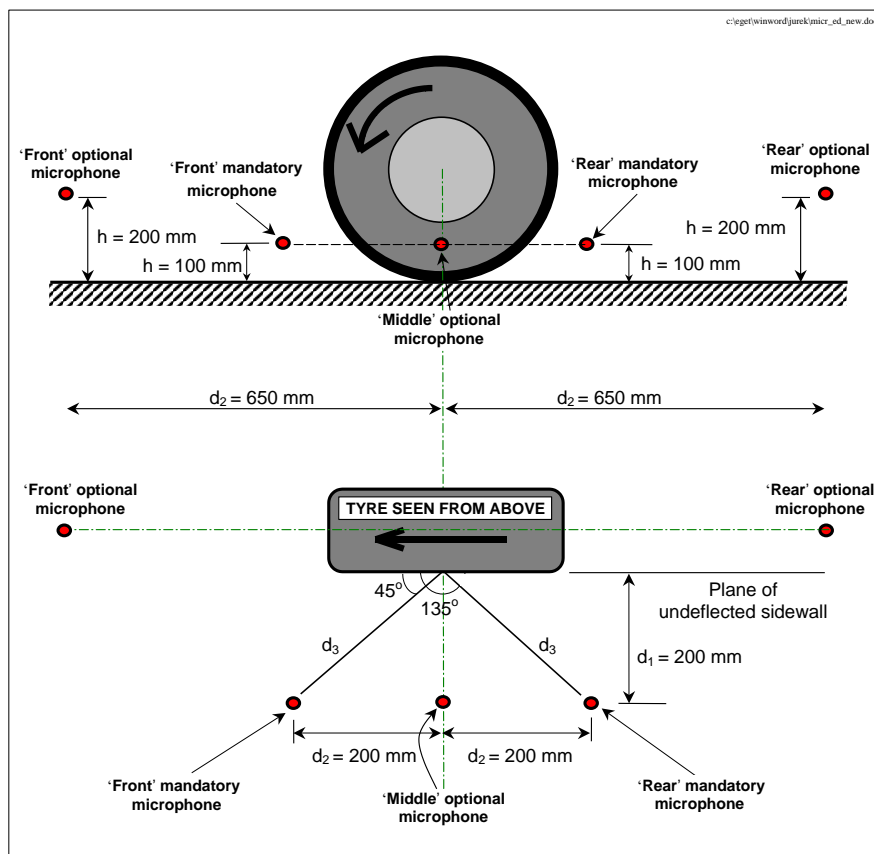 c:\eget\winword\jurek\micr_ed_new.doc
'Front' optional
microphone
'Front' mandatory
microphone
'Rear' mandatory
microphone
'Rear' optional
microphone
h = 200 mm
h = 100 mm
h = 200 mm
h = 100 mm
'Middle' optional
microphone
d₂ = 650 mm
d₂ = 650 mm
'Front' optional
microphone
TYRE SEEN FROM ABOVE
'Rear' optional
microphone
45°
135°
Plane of
undeflected sidewall
d₃
d₃
d₁ = 200 mm
d₂ = 200 mm
d₂ = 200 mm
'Front' mandatory
microphone
'Middle' optional
microphone
'Rear' mandatory
microphone